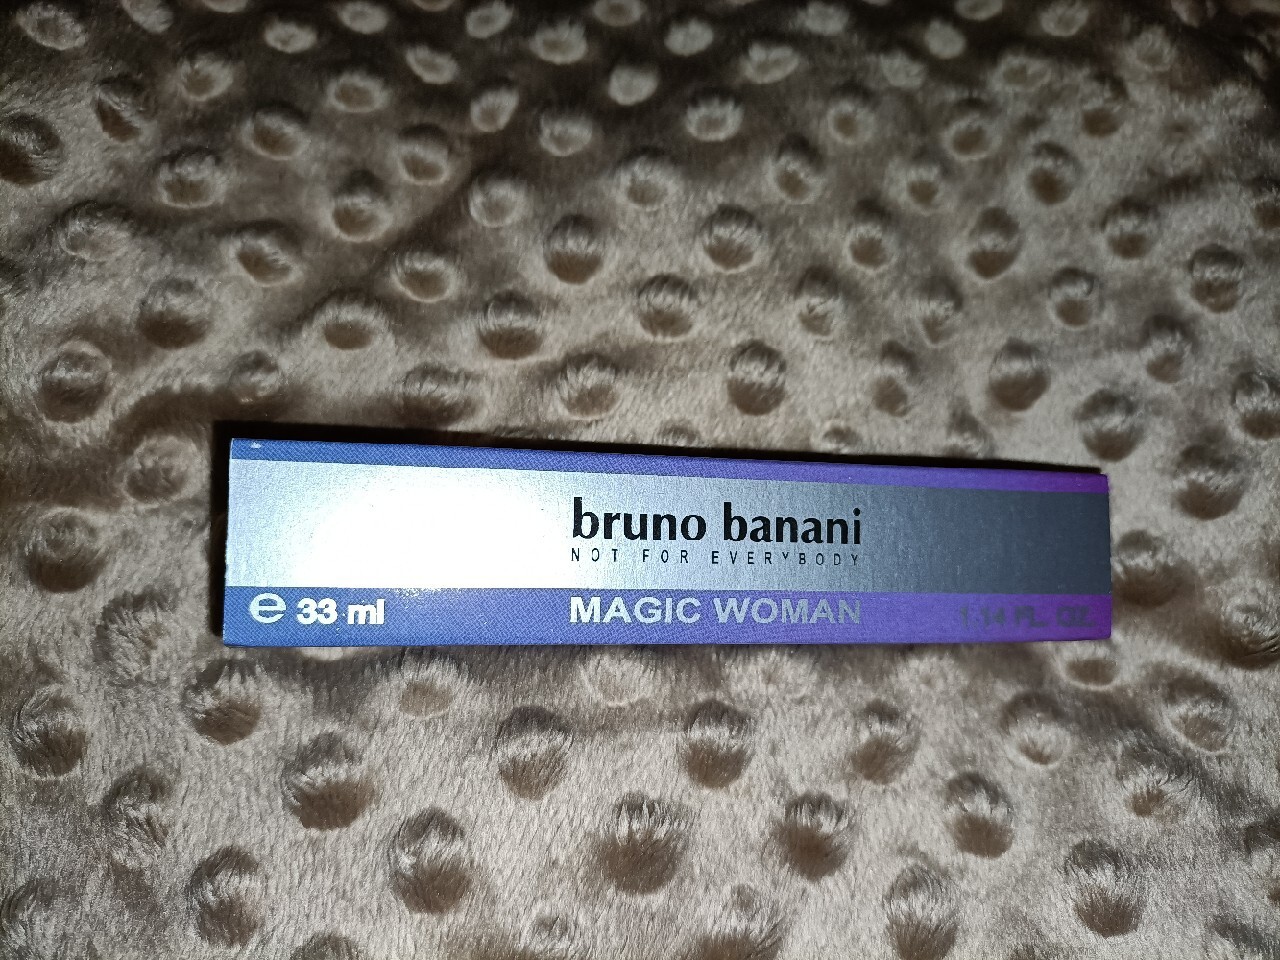 bruno banani
NOT FOR EVERYBODY
e 33 ml MAGIC WOMAN 1.14 FL. OZ.